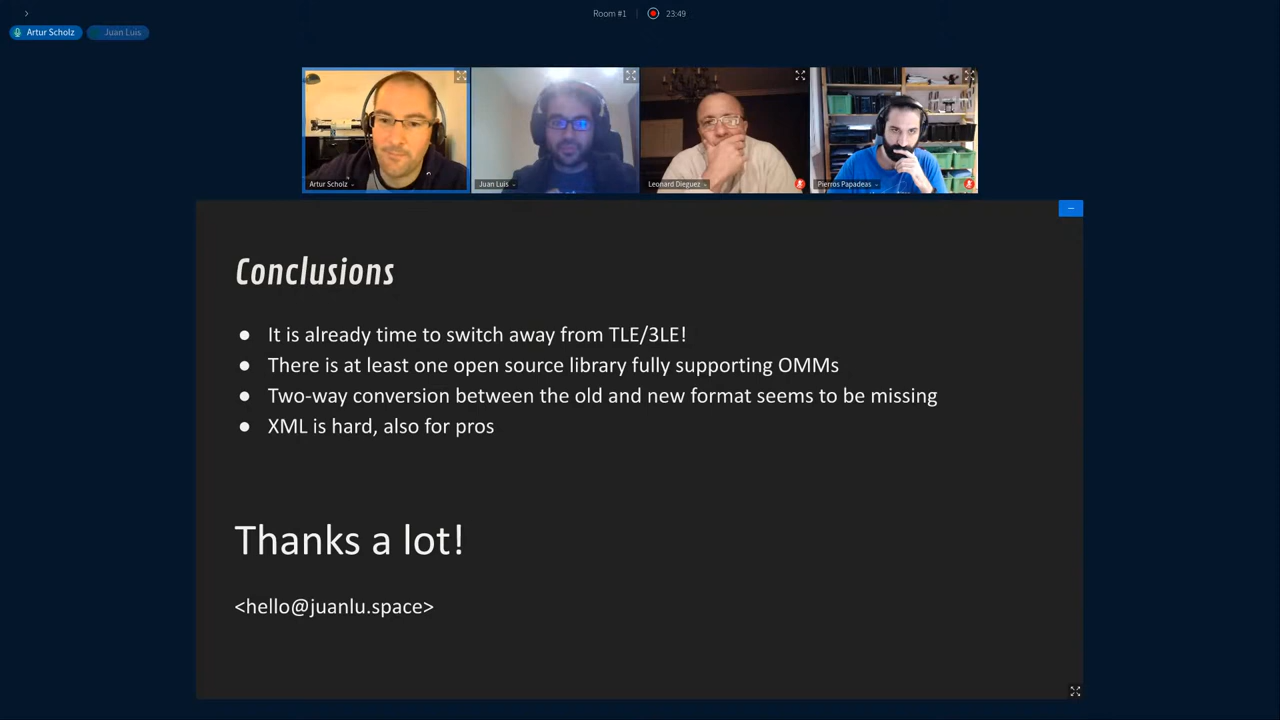 Room #1
23:49
Artur Scholz
Juan Luis
Artur Scholz
Juan Luis
Leonard Dieguez
Pierros Papadeas
Conclusions
● It is already time to switch away from TLE/3LE!
● There is at least one open source library fully supporting OMMs
● Two-way conversion between the old and new format seems to be missing
● XML is hard, also for pros
Thanks a lot!
<hello@juanlu.space>